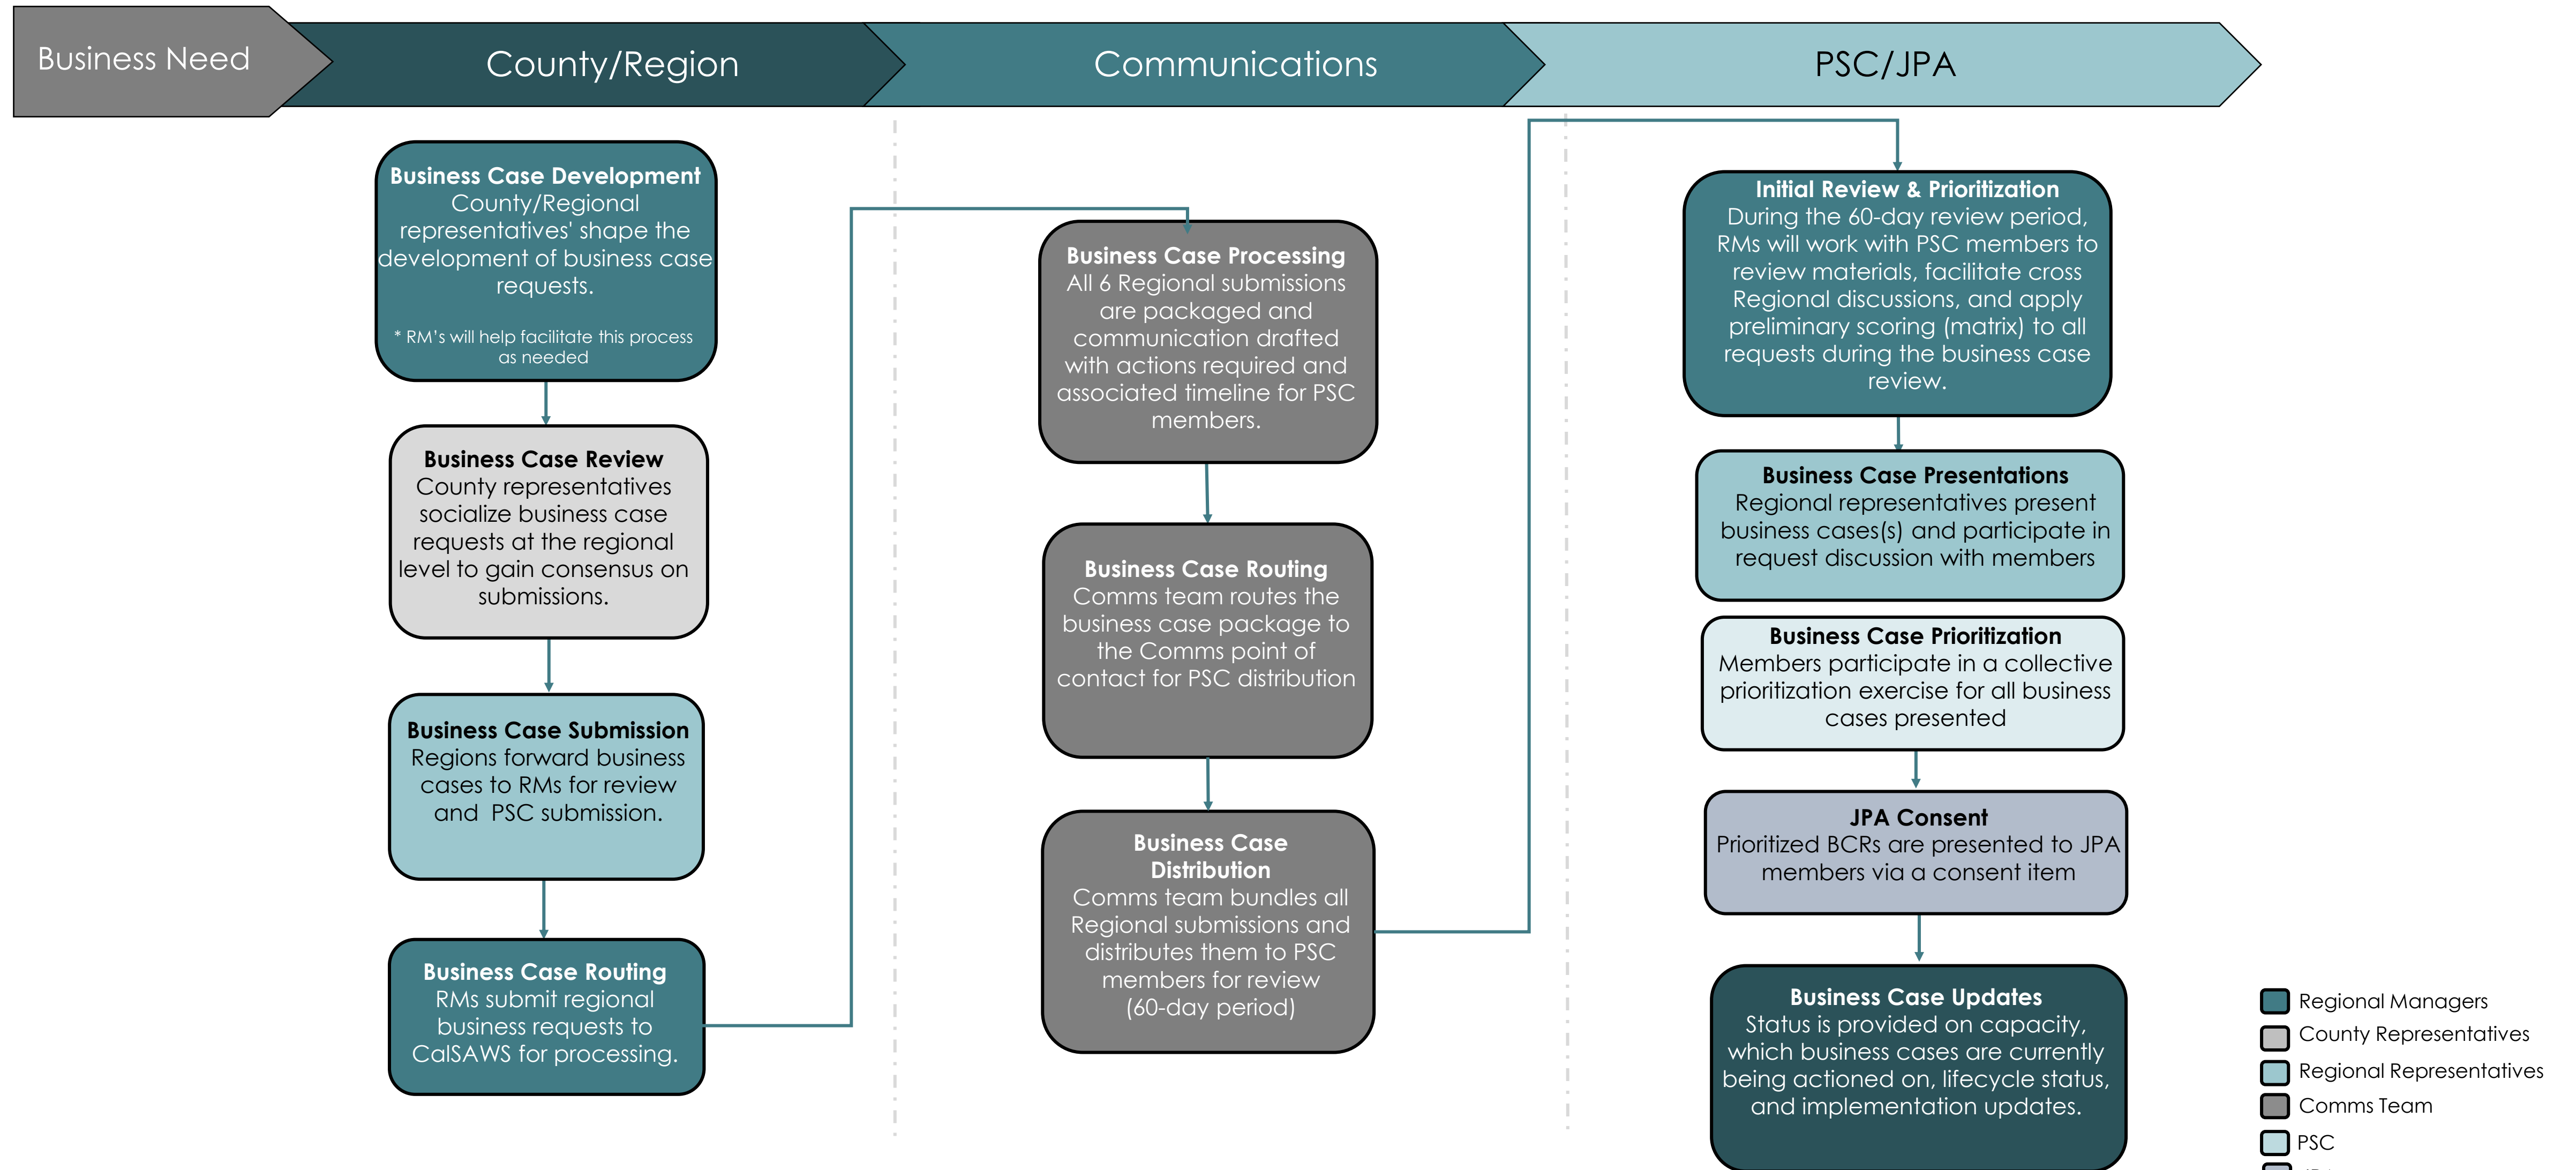 Business Need
County/Region
Communications
PSC/JPA
Business Case Development
County/Regional
representatives' shape the
development of business case
requests.
* RM's will help facilitate this process
as needed
Business Case Review
County representatives
socialize business case
requests at the regional
level to gain consensus on
submissions.
Business Case Submission
Regions forward business
cases to RMs for review
and  PSC submission.
Business Case Routing
RMs submit regional
business requests to
CalSAWS for processing.
Business Case Processing
All 6 Regional submissions
are packaged and
communication drafted
with actions required and
associated timeline for PSC
members.
Business Case Routing
Comms team routes the
business case package to
the Comms point of
contact for PSC distribution
Business Case
Distribution
Comms team bundles all
Regional submissions and
distributes them to PSC
members for review
(60-day period)
Initial Review & Prioritization
During the 60-day review period,
RMs will work with PSC members to
review materials, facilitate cross
Regional discussions, and apply
preliminary scoring (matrix) to all
requests during the business case
review.
Business Case Presentations
Regional representatives present
business cases(s) and participate in
request discussion with members
Business Case Prioritization
Members participate in a collective
prioritization exercise for all business
cases presented
JPA Consent
Prioritized BCRs are presented to JPA
members via a consent item
Business Case Updates
Status is provided on capacity,
which business cases are currently
being actioned on, lifecycle status,
and implementation updates.
Regional Managers
County Representatives
Regional Representatives
Comms Team
PSC